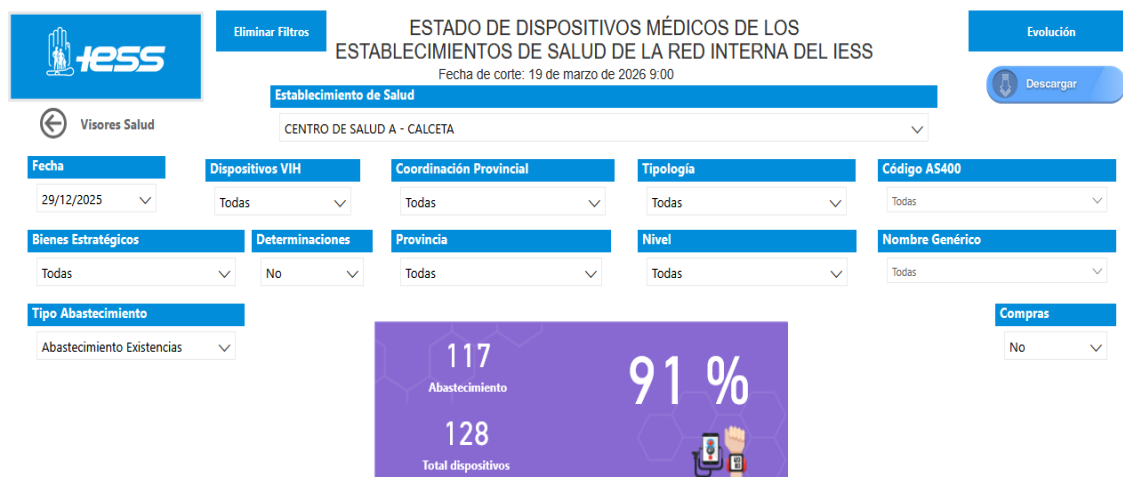 iess
Eliminar Filtros
ESTADO DE DISPOSITIVOS MÉDICOS DE LOS
ESTABLECIMIENTOS DE SALUD DE LA RED INTERNA DEL IESS
Fecha de corte: 19 de marzo de 2026 9:00
Evolución
Descargar
Visores Salud
Establecimiento de Salud
CENTRO DE SALUD A - CALCETA
Fecha
29/12/2025
Dispositivos VIH
Todas
Coordinación Provincial
Todas
Tipología
Todas
Código AS400
Todas
Bienes Estratégicos
Todas
Determinaciones
No
Provincia
Todas
Nivel
Todas
Nombre Genérico
Todas
Tipo Abastecimiento
Abastecimiento Existencias
Compras
No
117
Abastecimiento
91 %
128
Total dispositivos